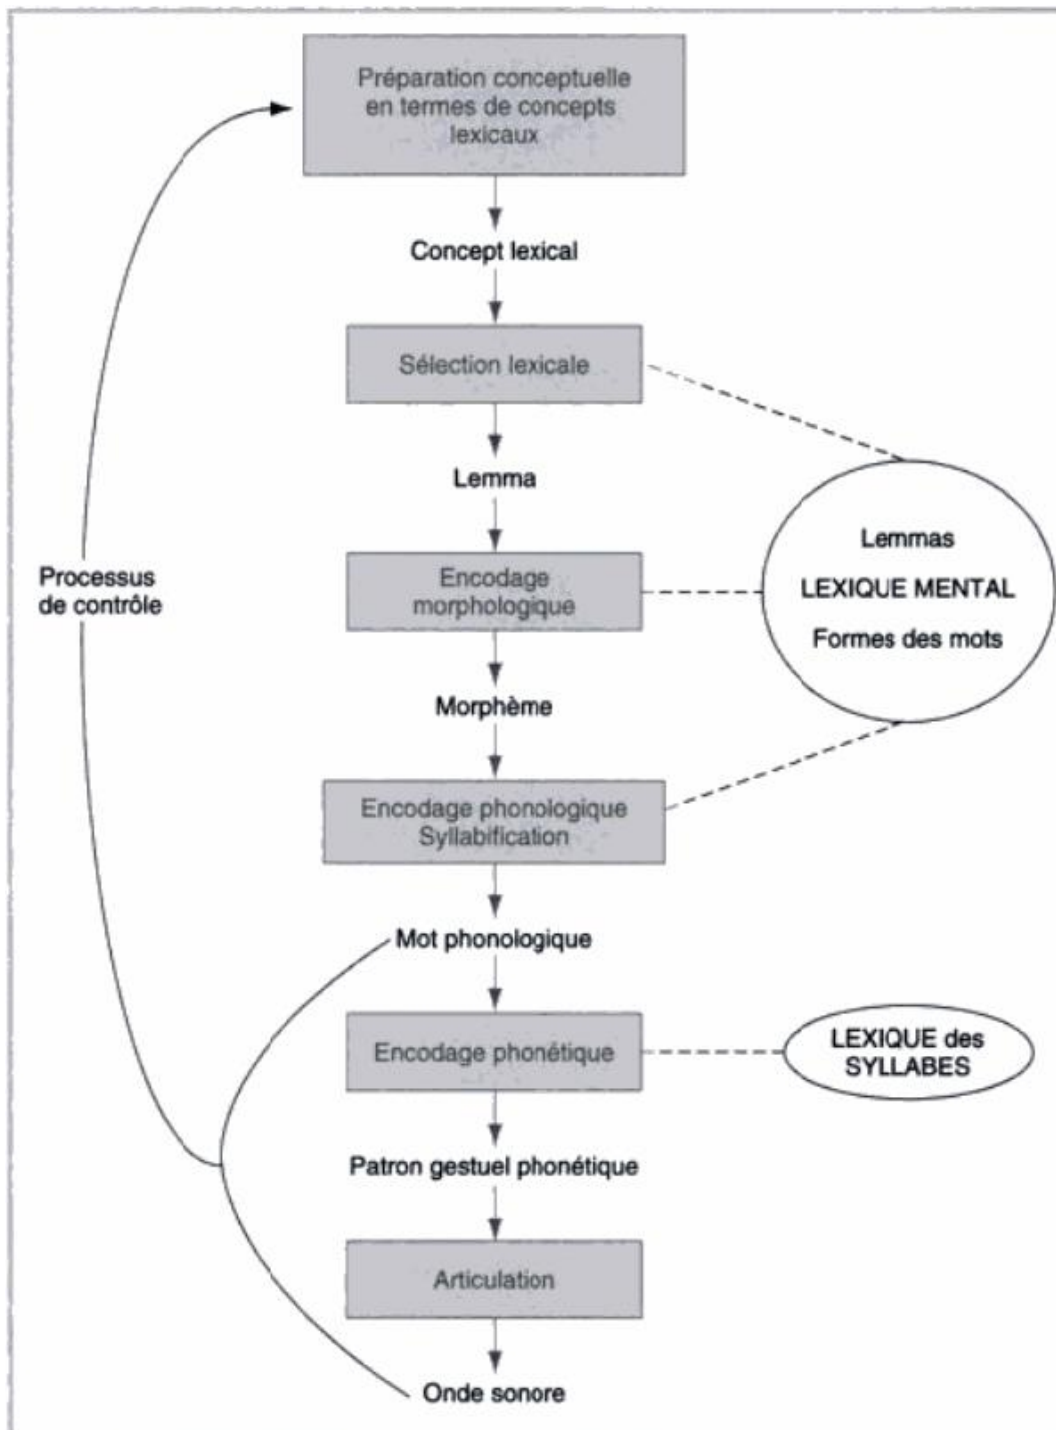 Préparation conceptuelle
en termes de concepts
lexicaux
Concept lexical
Sélection lexicale
Lemma
Encodage
morphologique
Lemmas
LEXIQUE MENTAL
Formes des mots
Processus
de contrôle
Morphème
Encodage phonologique
Syllabification
Mot phonologique
Encodage phonétique
LEXIQUE des
SYLLABES
Patron gestuel phonétique
Articulation
Onde sonore